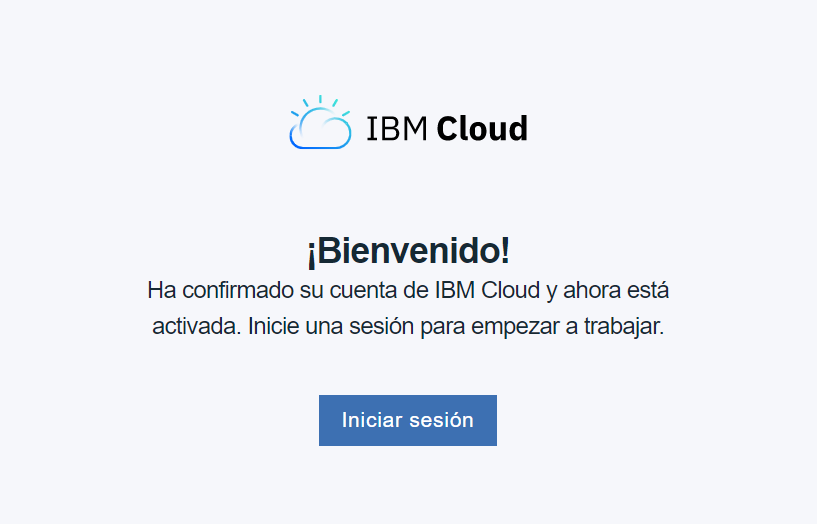 IBM Cloud
¡Bienvenido!
Ha confirmado su cuenta de IBM Cloud y ahora está
activada. Inicie una sesión para empezar a trabajar.
Iniciar sesión